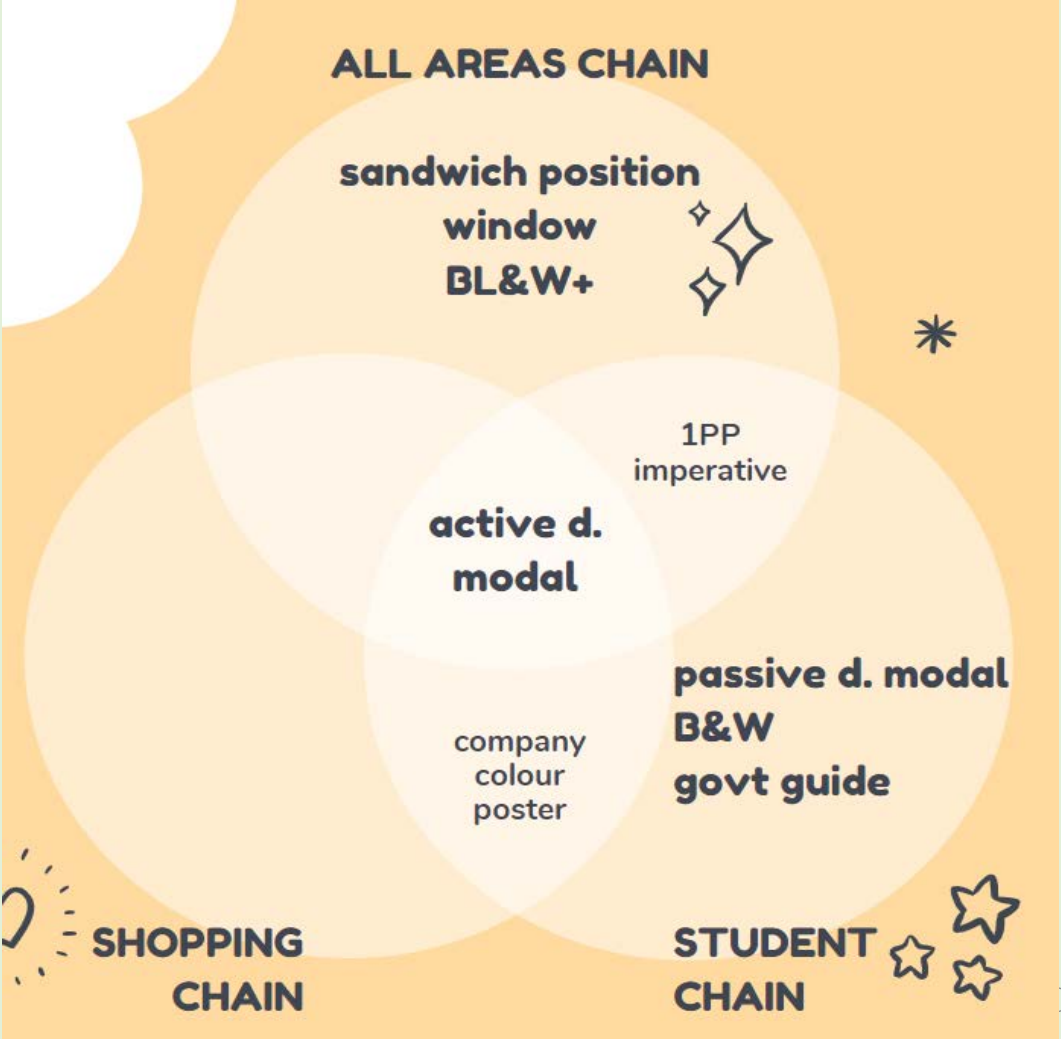 ALL AREAS CHAIN
sandwich position
window
BL&W+
1PP
imperative
active d.
modal
passive d. modal
B&W
govt guide
company
colour
poster
SHOPPING
CHAIN
STUDENT
CHAIN